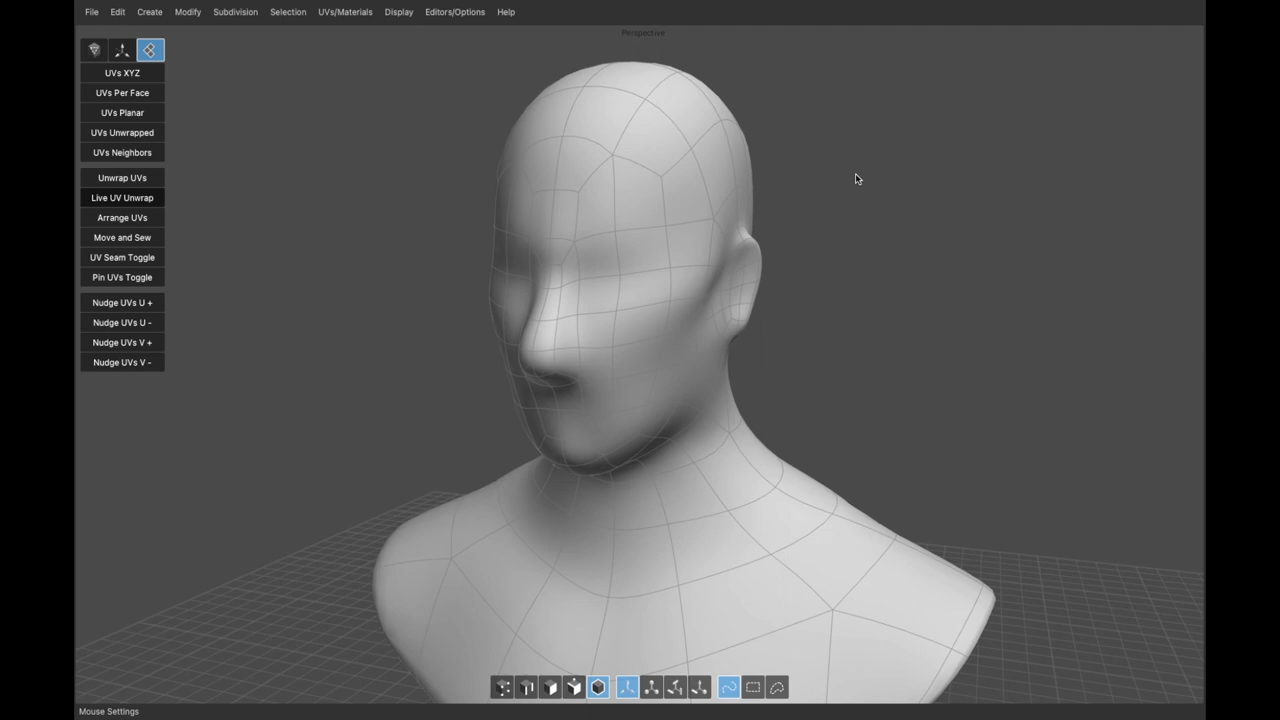 File Edit Create Modify Subdivision Selection UVs/Materials Display Editors/Options Help
Perspective
UVs XYZ
UVs Per Face
UVs Planar
UVs Unwrapped
UVs Neighbors
Unwrap UVs
Live UV Unwrap
Arrange UVs
Move and Sew
UV Seam Toggle
Pin UVs Toggle
Nudge UVs U +
Nudge UVs U -
Nudge UVs V +
Nudge UVs V -
Mouse Settings